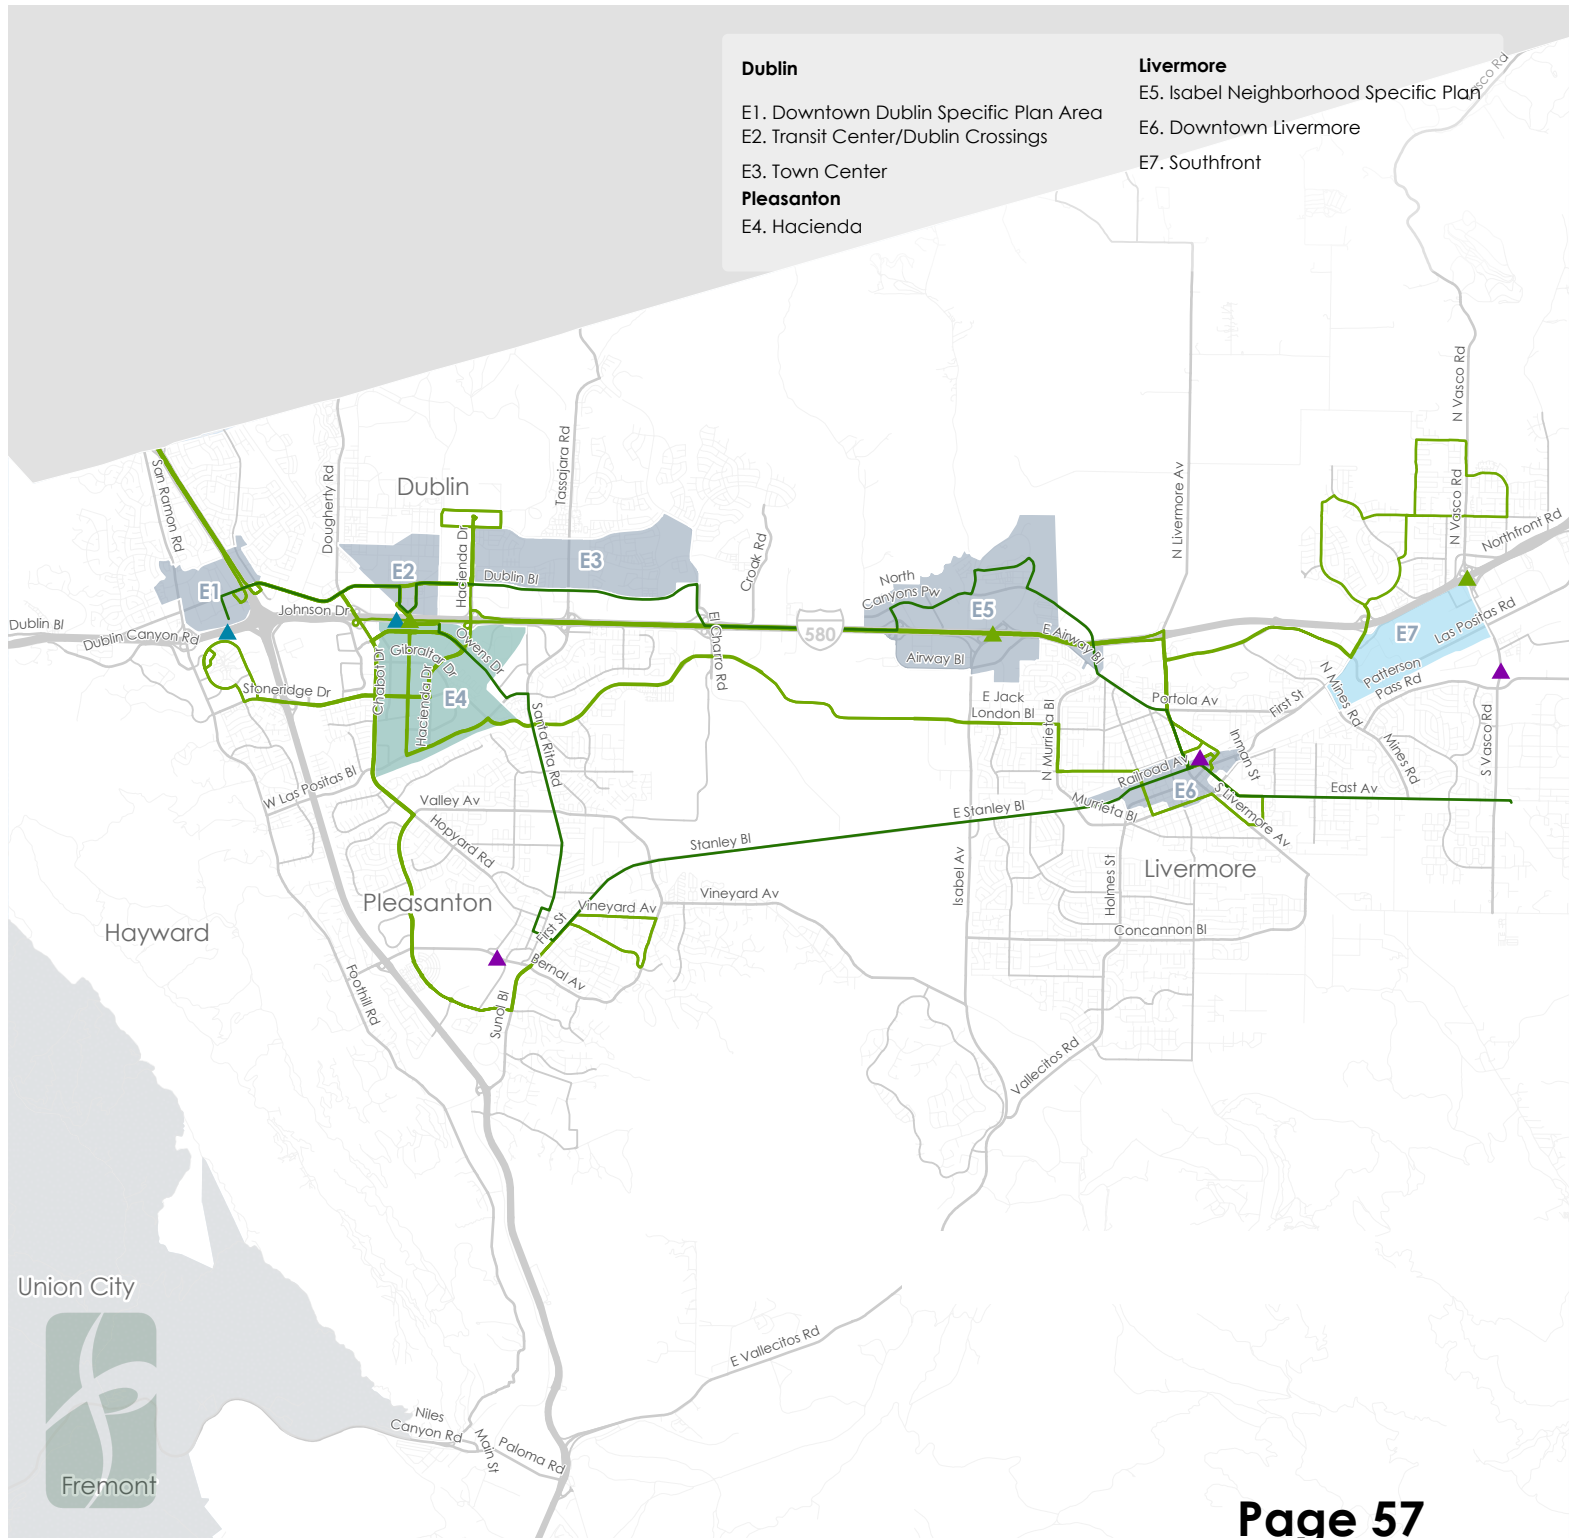 Dublin
E1. Downtown Dublin Specific Plan Area
E2. Transit Center/Dublin Crossings
E3. Town Center
Pleasanton
E4. Hacienda
Livermore
E5. Isabel Neighborhood Specific Plan
E6. Downtown Livermore
E7. Southfront
Vasco Rd
N Vasco Rd
N Vasco Rd
Northfront Rd
N Livermore Av
San Ramon Rd
Dougherty Rd
Dublin
Tassajara Rd
Hacienda Dr
Croak Rd
E1
E2
E3
Dublin Bl
North
Canyons Pw
E5
E7
Las Positas Rd
Dublin Bl
Dublin Canyon Rd
Johnson Dr
580
El Charro Rd
Airway Bl
E Airway Bl
Owens Dr
Gibraltar Dr
Chabot Dr
Hacienda Dr
E4
Stoneridge Dr
Patterson
Pass Rd
N Mines Rd
E Jack
London Bl
N Murrieta Bl
Portola Av
First St
Inman St
Mines Rd
S Vasco Rd
Santa Rita Rd
W Las Positas Bl
Valley Av
Hopyard Rd
Railroad Av
E6
Murrieta Bl
S Livermore Av
East Av
E Stanley Bl
Stanley Bl
Isabel Av
Holmes St
Livermore
Pleasanton
Vineyard Av
Vineyard Av
First St
Concannon Bl
Hayward
Bernal Av
Foothill Rd
Sunol Bl
Vallecitos Rd
Union City
E Vallecitos Rd
Niles
Canyon Rd
Main St
Paloma Rd
Fremont
Page 57